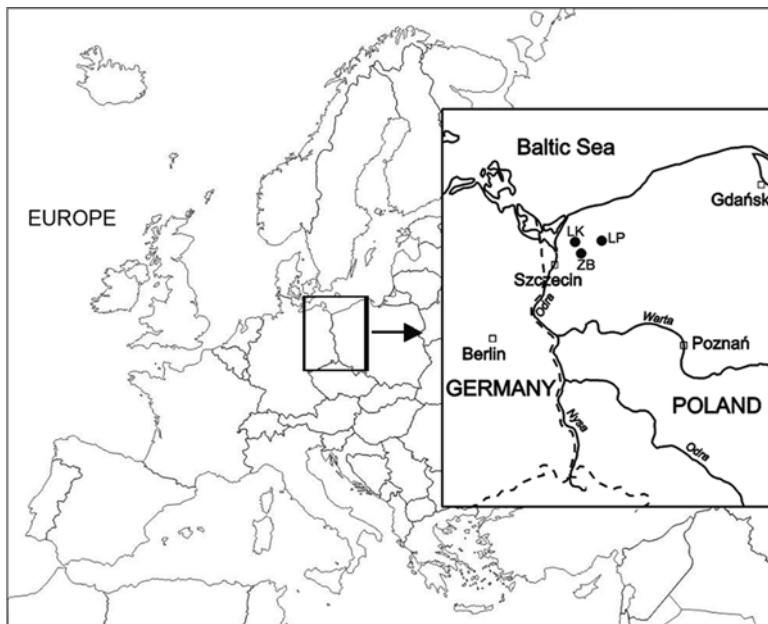 EUROPE
Baltic Sea
Gdańsk
LK
LP
ZB
Szczecin
Odra
Warta
Berlin
Poznań
GERMANY
POLAND
Nysa
Odra